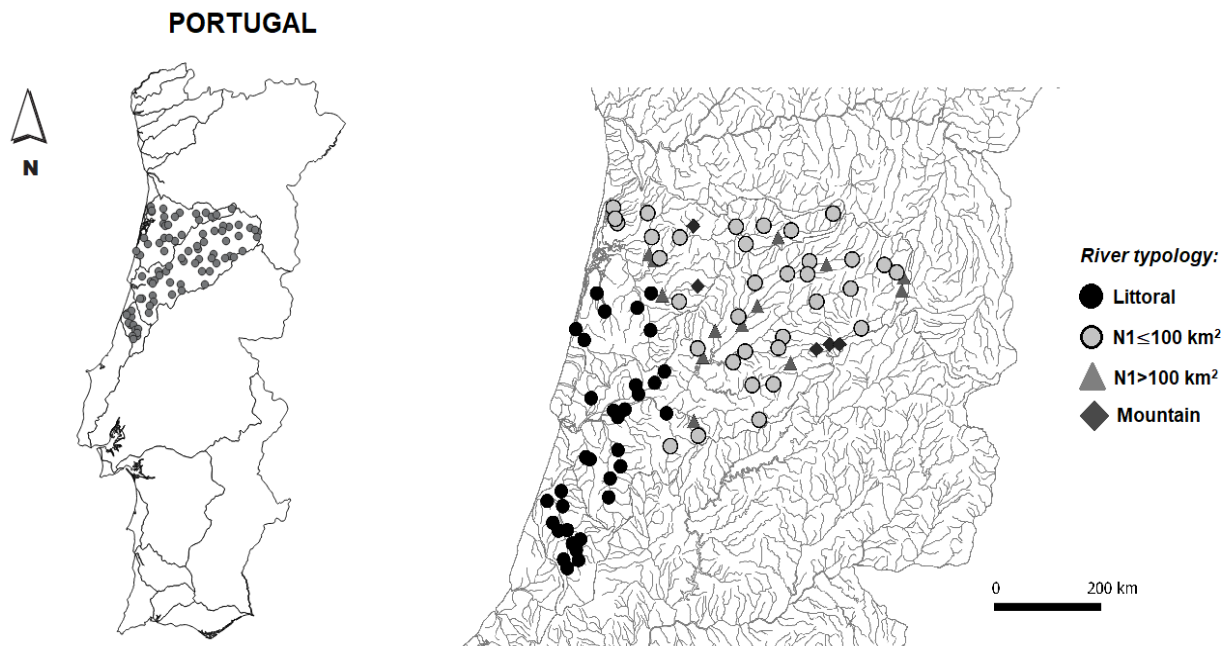 PORTUGAL
N
River typology:
Littoral
N1≤100 km²
N1>100 km²
Mountain
0 200 km